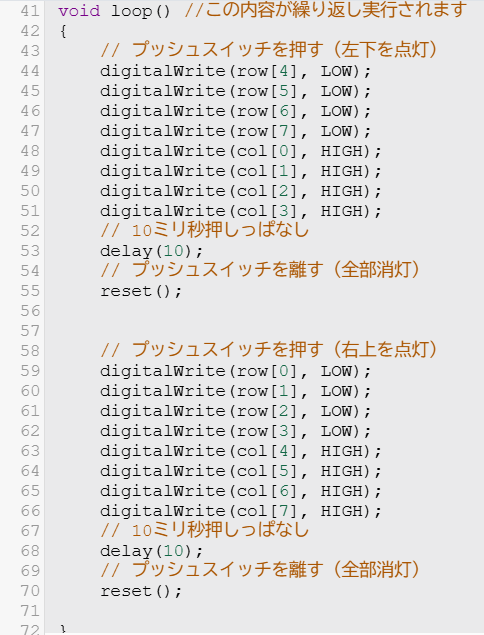 41 void loop() //この内容が繰り返し実行されます
42 {
43 // プッシュスイッチを押す（左下を点灯）
44 digitalWrite(row[4], LOW);
45 digitalWrite(row[5], LOW);
46 digitalWrite(row[6], LOW);
47 digitalWrite(row[7], LOW);
48 digitalWrite(col[0], HIGH);
49 digitalWrite(col[1], HIGH);
50 digitalWrite(col[2], HIGH);
51 digitalWrite(col[3], HIGH);
52 // 10ミリ秒押しっぱなし
53 delay(10);
54 // プッシュスイッチを離す（全部消灯）
55 reset();
56
57
58 // プッシュスイッチを押す（右上を点灯）
59 digitalWrite(row[0], LOW);
60 digitalWrite(row[1], LOW);
61 digitalWrite(row[2], LOW);
62 digitalWrite(row[3], LOW);
63 digitalWrite(col[4], HIGH);
64 digitalWrite(col[5], HIGH);
65 digitalWrite(col[6], HIGH);
66 digitalWrite(col[7], HIGH);
67 // 10ミリ秒押しっぱなし
68 delay(10);
69 // プッシュスイッチを離す（全部消灯）
70 reset();
71
72 }